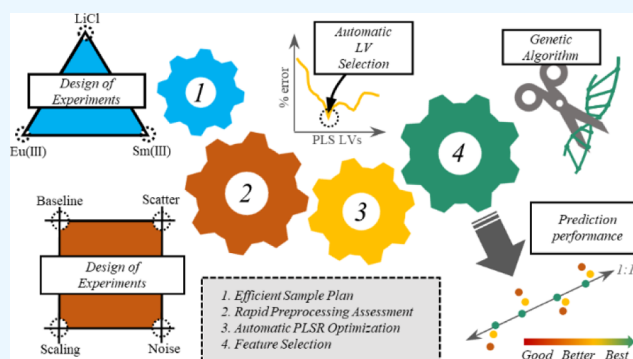 LiCl
Design of
Experiments
Eu(III)
Sm(III)
1
Automatic
LV
Selection
% error
PLS LVs
Genetic
Algorithm
4
2
3
Baseline
Scatter
Design of
Experiments
Scaling
Noise
1. Efficient Sample Plan
2. Rapid Preprocessing Assessment
3. Automatic PLSR Optimization
4. Feature Selection
Prediction
performance
1:1
Good Better Best